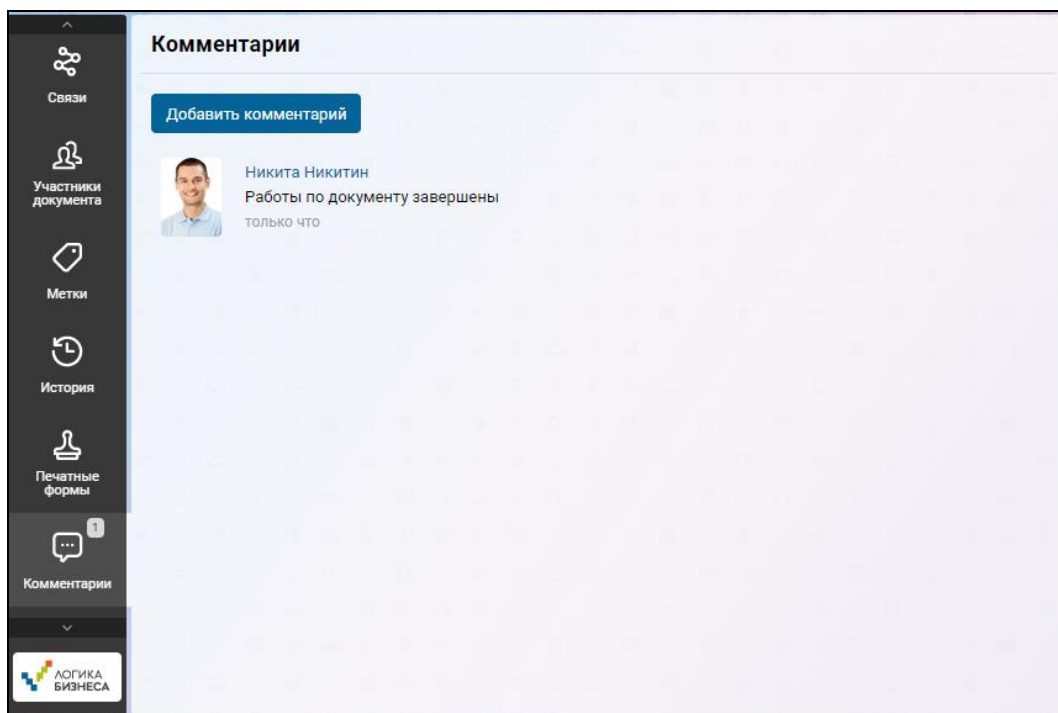 Комментарии
Связи
Добавить комментарий
Участники
документа
Никита Никитин
Работы по документу завершены
только что
Метки
История
Печатные
формы
1
Комментарии
ЛОГИКА
БИЗНЕСА